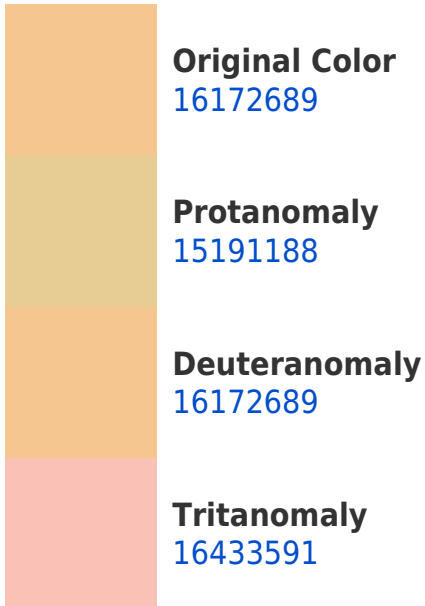 Original Color
16172689
Protanomaly
15191188
Deuteranomaly
16172689
Tritanomaly
16433591